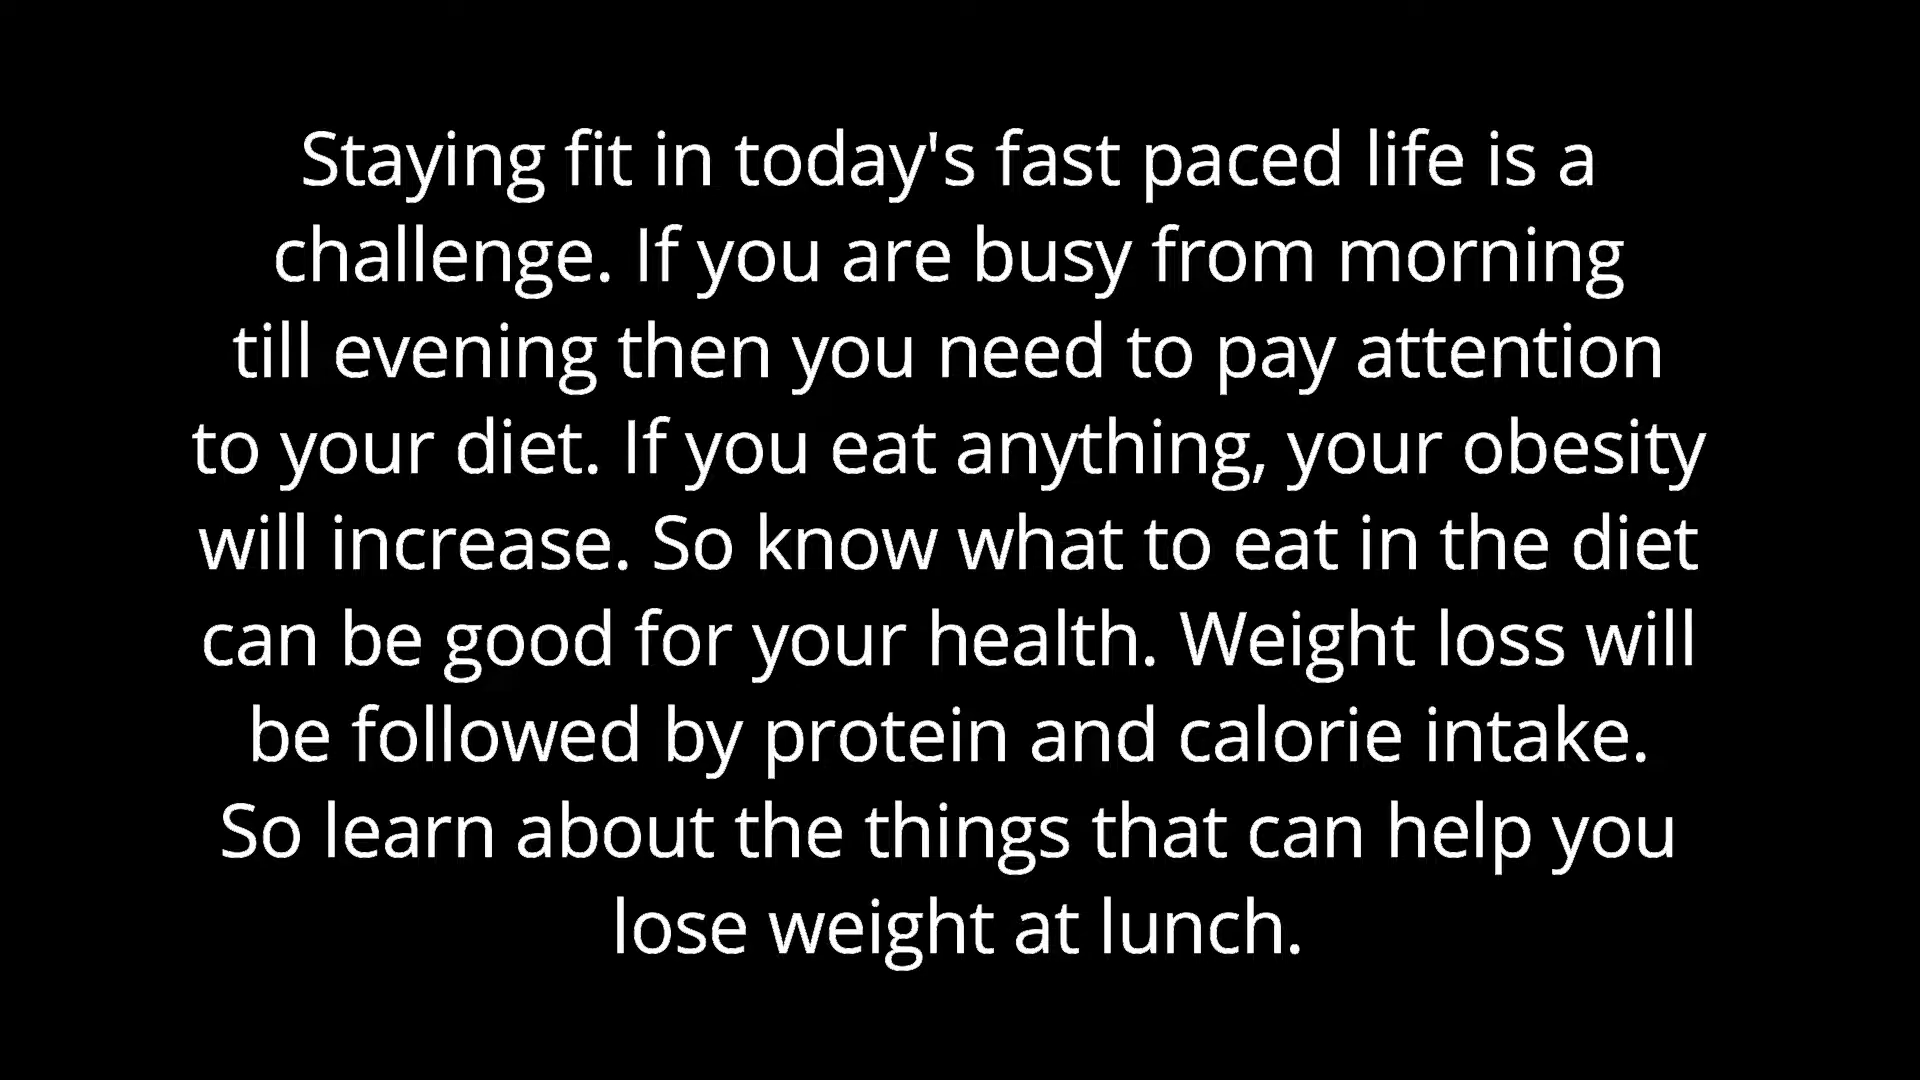 Staying fit in today's fast paced life is a
challenge. If you are busy from morning
till evening then you need to pay attention
to your diet. If you eat anything, your obesity
will increase. So know what to eat in the diet
can be good for your health. Weight loss will
be followed by protein and calorie intake.
So learn about the things that can help you
lose weight at lunch.